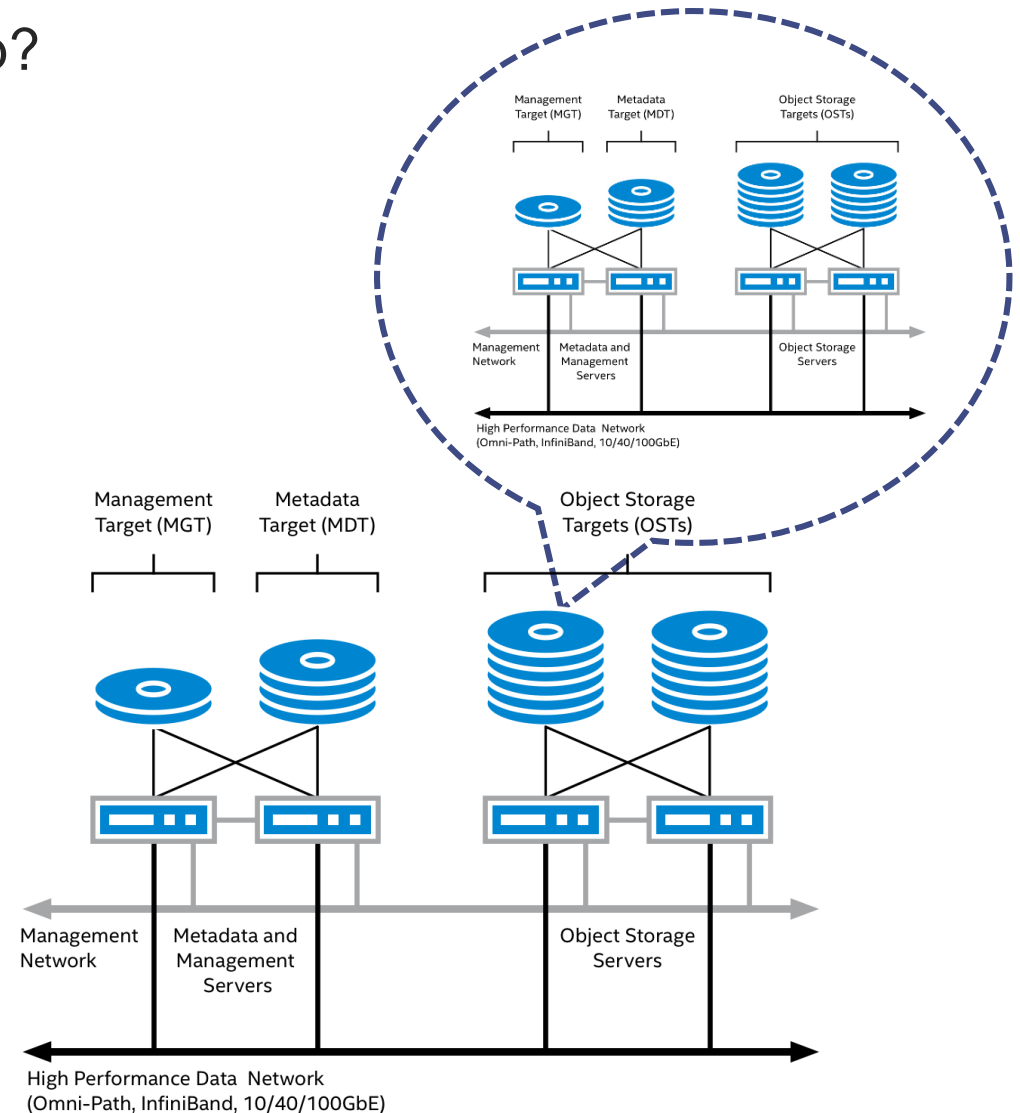 ?
Management
Target (MGT)
Metadata
Target (MDT)
Object Storage
Targets (OSTs)
Management
Network
Metadata and
Management
Servers
Object Storage
Servers
High Performance Data Network
(Omni-Path, InfiniBand, 10/40/100GbE)
Management
Target (MGT)
Metadata
Target (MDT)
Object Storage
Targets (OSTs)
Management
Network
Metadata and
Management
Servers
Object Storage
Servers
High Performance Data Network
(Omni-Path, InfiniBand, 10/40/100GbE)